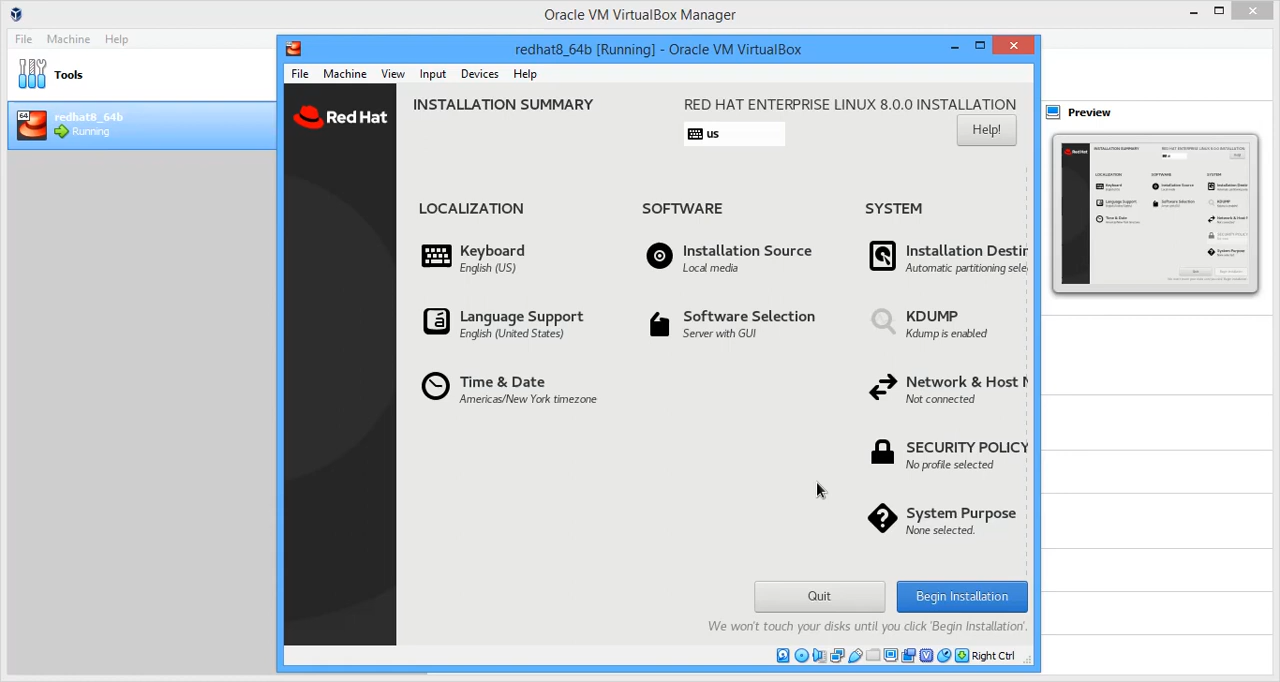 Oracle VM VirtualBox Manager
File Machine Help
Tools
64
redhat8_64b
Running
redhat8_64b [Running] - Oracle VM VirtualBox
File Machine View Input Devices Help
Red Hat
INSTALLATION SUMMARY
RED HAT ENTERPRISE LINUX 8.0.0 INSTALLATION
us
Help!
LOCALIZATION
Keyboard
English (US)
Language Support
English (United States)
Time & Date
Americas/New York timezone
SOFTWARE
Installation Source
Local media
Software Selection
Server with GUI
SYSTEM
Installation Destin
Automatic partitioning sele
KDUMP
Kdump is enabled
Network & Host N
Not connected
SECURITY POLICY
No profile selected
System Purpose
None selected.
Quit
Begin Installation
We won't touch your disks until you click 'Begin Installation'.
Right Ctrl
Preview